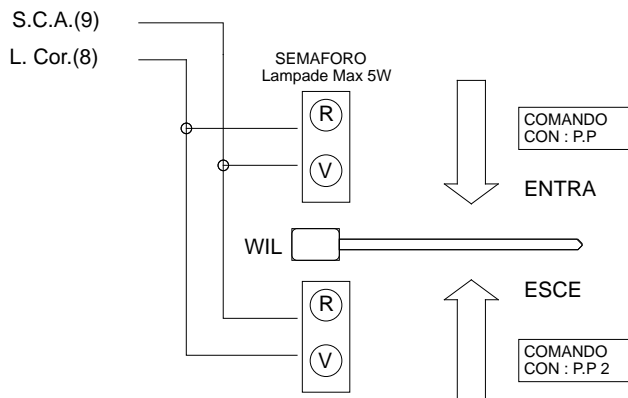 S.C.A.(9)
L. Cor.(8)
SEMAFORO
Lampade Max 5W
R
V
COMANDO
CON : P.P
ENTRA
WIL
ESCE
R
V
COMANDO
CON : P.P 2